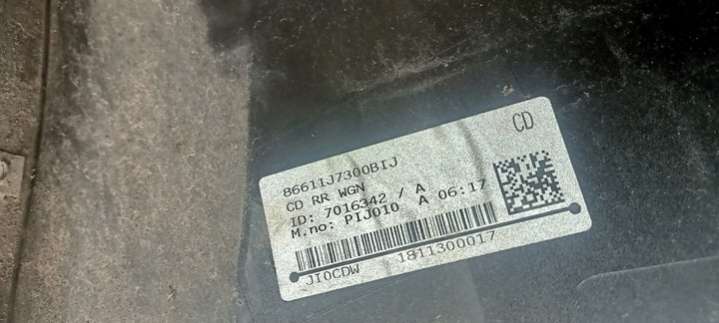 CD
86611J7300BIJ
CD RR WGN
ID: 7016342 / A
M.no: PIJ010 A 06:17
JI0CDW 1811300017